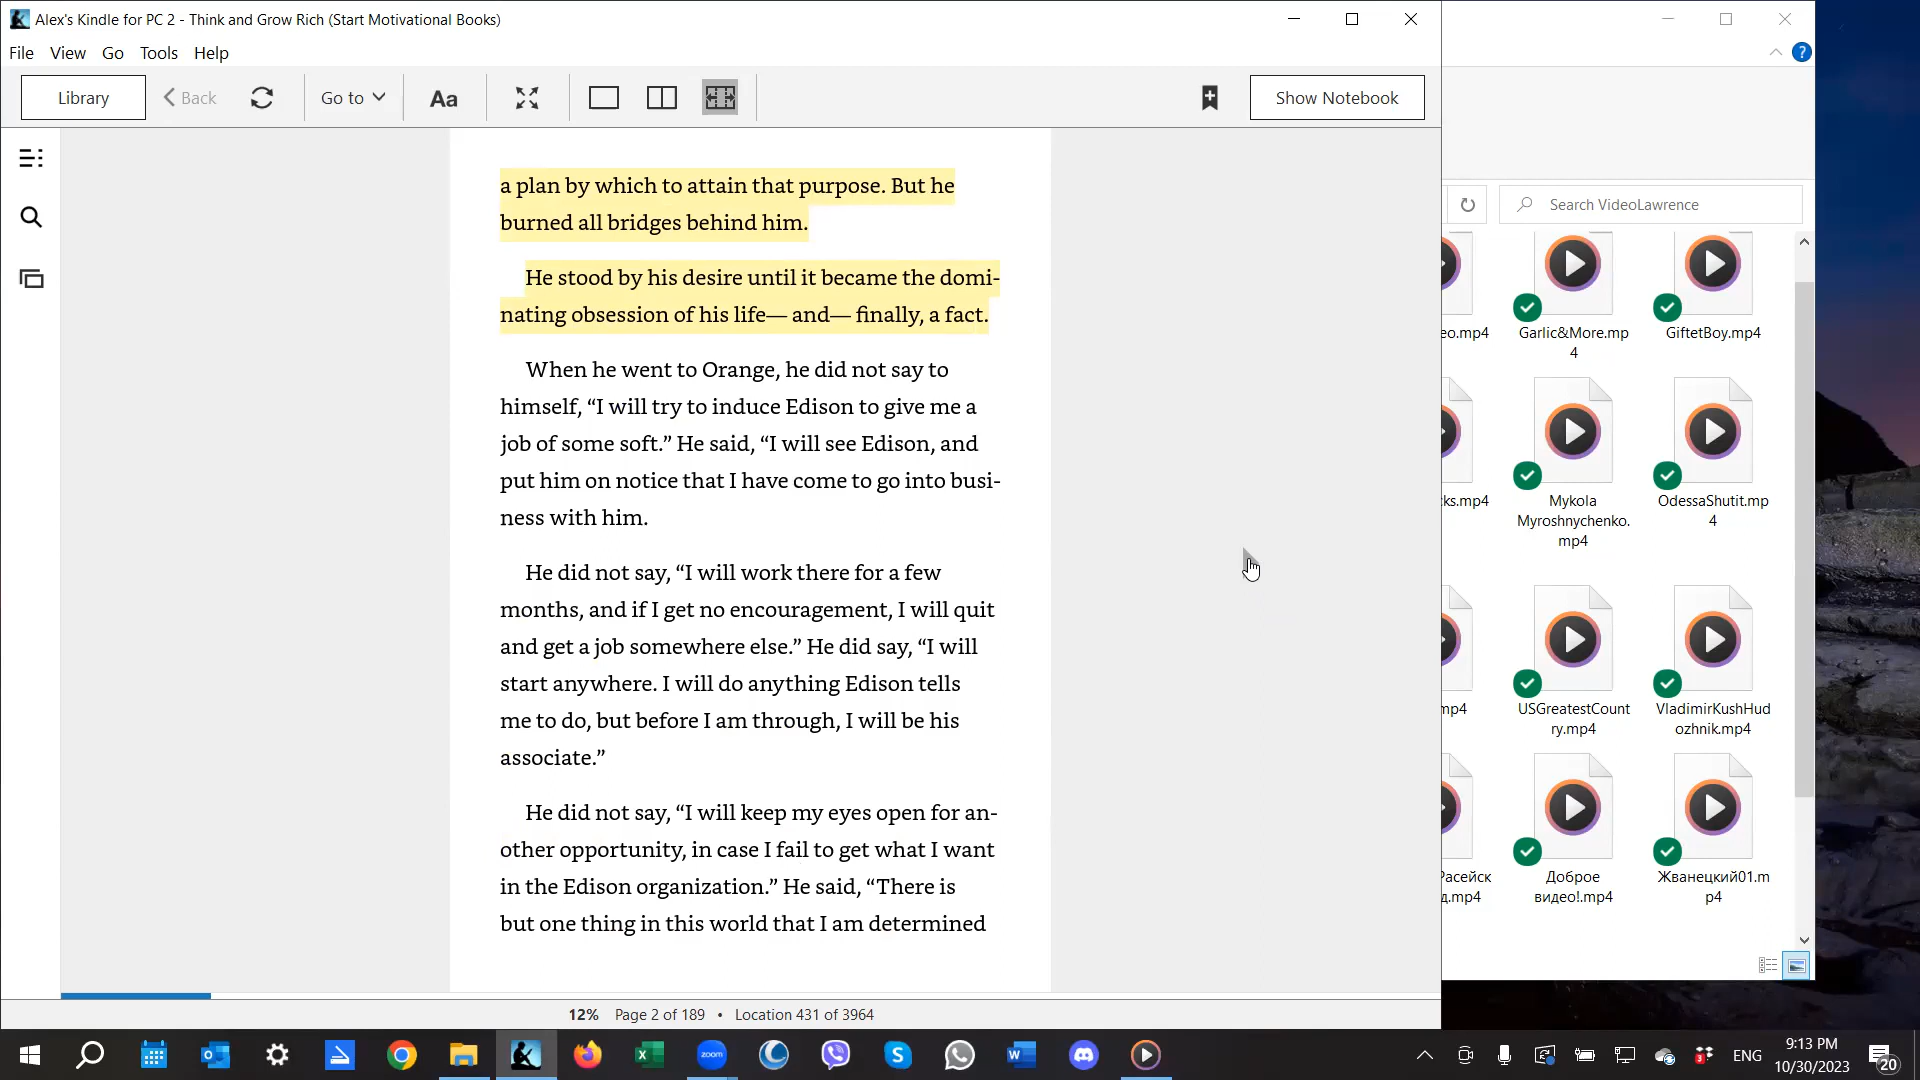 Alex's Kindle for PC 2 - Think and Grow Rich (Start Motivational Books)
File View Go Tools Help
Library Back Go to Aa Show Notebook
a plan by which to attain that purpose. But he
burned all bridges behind him.
He stood by his desire until it became the domi-
nating obsession of his life— and— finally, a fact.
When he went to Orange, he did not say to
himself, “I will try to induce Edison to give me a
job of some soft.” He said, “I will see Edison, and
put him on notice that I have come to go into busi-
ness with him.
He did not say, “I will work there for a few
months, and if I get no encouragement, I will quit
and get a job somewhere else.” He did say, “I will
start anywhere. I will do anything Edison tells
me to do, but before I am through, I will be his
associate.”
He did not say, “I will keep my eyes open for an-
other opportunity, in case I fail to get what I want
in the Edison organization.” He said, “There is
but one thing in this world that I am determined
12% Page 2 of 189 • Location 431 of 3964
?
Search VideoLawrence
eo.mp4 Garlic&More.mp GiftetBoy.mp4
4
ks.mp4 Mykola OdessaShutit.mp
Myroshnychenko. 4
mp4
mp4 USGreatestCount VladimirKushHud
ry.mp4 ozhnik.mp4
Расейск Доброе Жванецкий01.m
д.mp4 видео!.mp4 p4
zoom
3
ENG
9:13 PM
10/30/2023
20